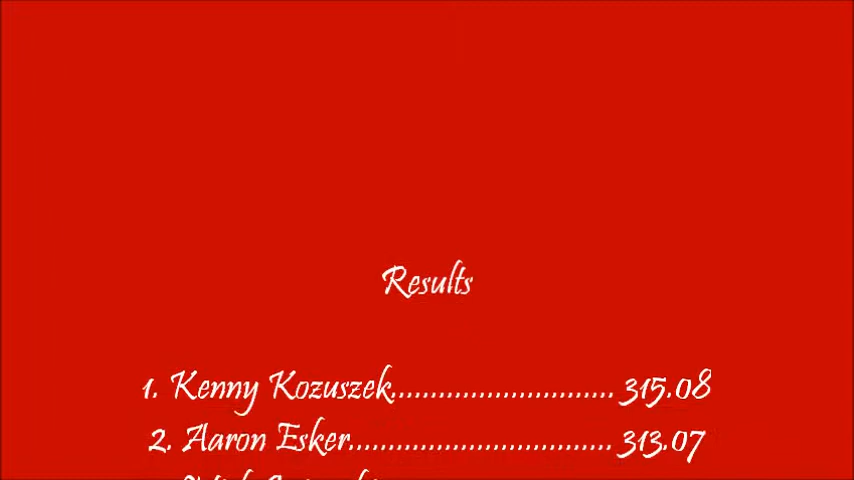 Results
1. Kenny Kozuszek........................... 315.08
2. Aaron Esker................................ 313.07